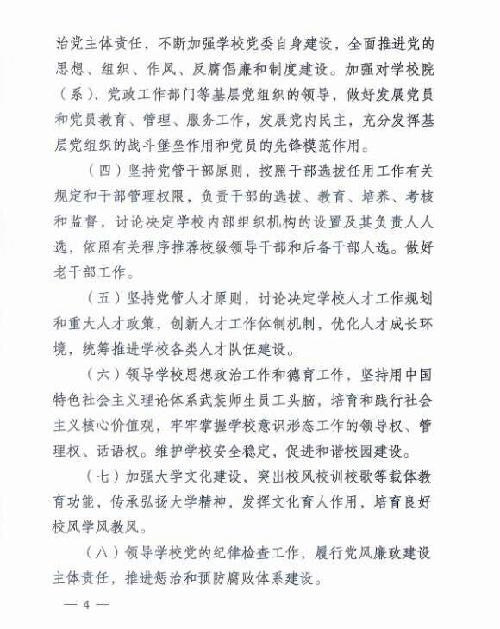 治党主体责任，不断加强学校党委自身建设，全面推进党的
思想、组织、作风、反腐倡廉和制度建设。加强对学校院
（系）、党政工作部门等基层党组织的领导，做好发展党员
和党员教育、管理、服务工作，发展党内民主，充分发挥基
层党组织的战斗堡垒作用和党员的先锋模范作用。
（四）坚持党管干部原则，按照干部选拔任用工作有关
规定和干部管理权限，负责干部的选拔、教育、培养、考核
和监督，讨论决定学校内部组织机构的设置及其负责人人
选，依照有关程序推荐校级领导干部和后备干部人选。做好
老干部工作。
（五）坚持党管人才原则，讨论决定学校人才工作规划
和重大人才政策，创新人才工作体制机制，优化人才成长环
境，统筹推进学校各类人才队伍建设。
（六）领导学校思想政治工作和德育工作，坚持用中国
特色社会主义理论体系武装师生员工头脑，培育和践行社会
主义核心价值观，牢牢掌握学校意识形态工作的领导权、管
理权、话语权。维护学校安全稳定，促进和谐校园建设。
（七）加强大学文化建设，突出校风校训校歌等载体教
育功能，传承弘扬大学精神，发挥文化育人作用，培育良好
校风学风教风。
（八）领导学校党的纪律检查工作，履行党风廉政建设
主体责任，推进惩治和预防腐败体系建设。
— 4 —